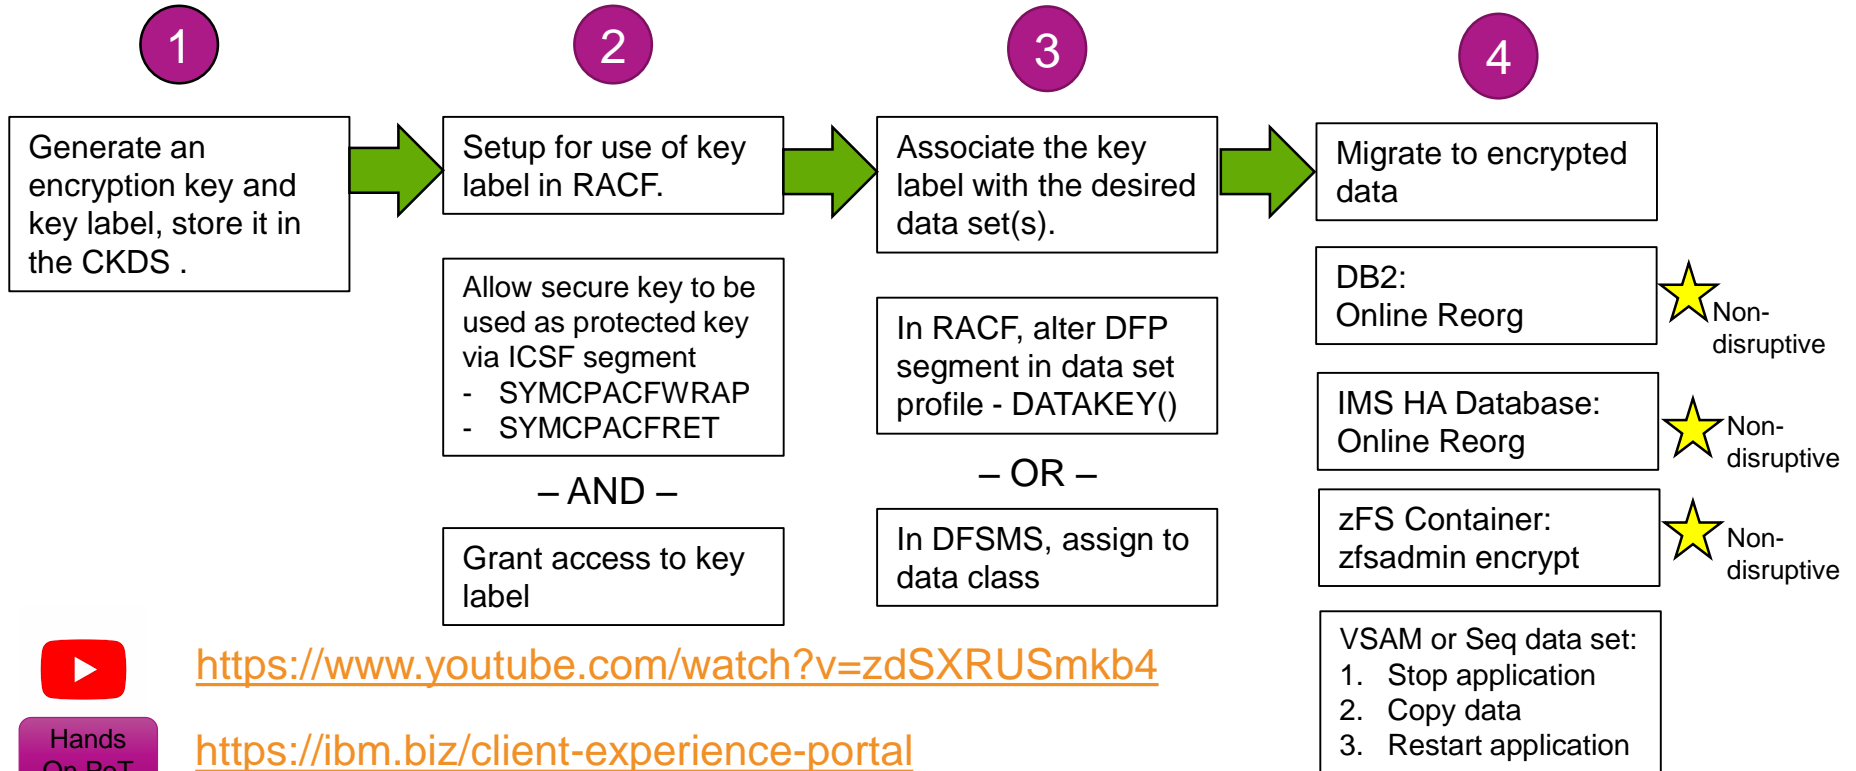 1
Generate an
encryption key and
key label, store it in
the CKDS .
2
Setup for use of key
label in RACF.
Allow secure key to be
used as protected key
via ICSF segment
- SYMCPACFWRAP
- SYMCPACFRET
– AND –
Grant access to key
label
3
Associate the key
label with the desired
data set(s).
In RACF, alter DFP
segment in data set
profile - DATAKEY()
– OR –
In DFSMS, assign to
data class
4
Migrate to encrypted
data
DB2:
Online Reorg
Non-
disruptive
IMS HA Database:
Online Reorg
Non-
disruptive
zFS Container:
zfsadmin encrypt
Non-
disruptive
VSAM or Seq data set:
1. Stop application
2. Copy data
3. Restart application
https://www.youtube.com/watch?v=zdSXRUSmkb4
Hands
On PoT
https://ibm.biz/client-experience-portal